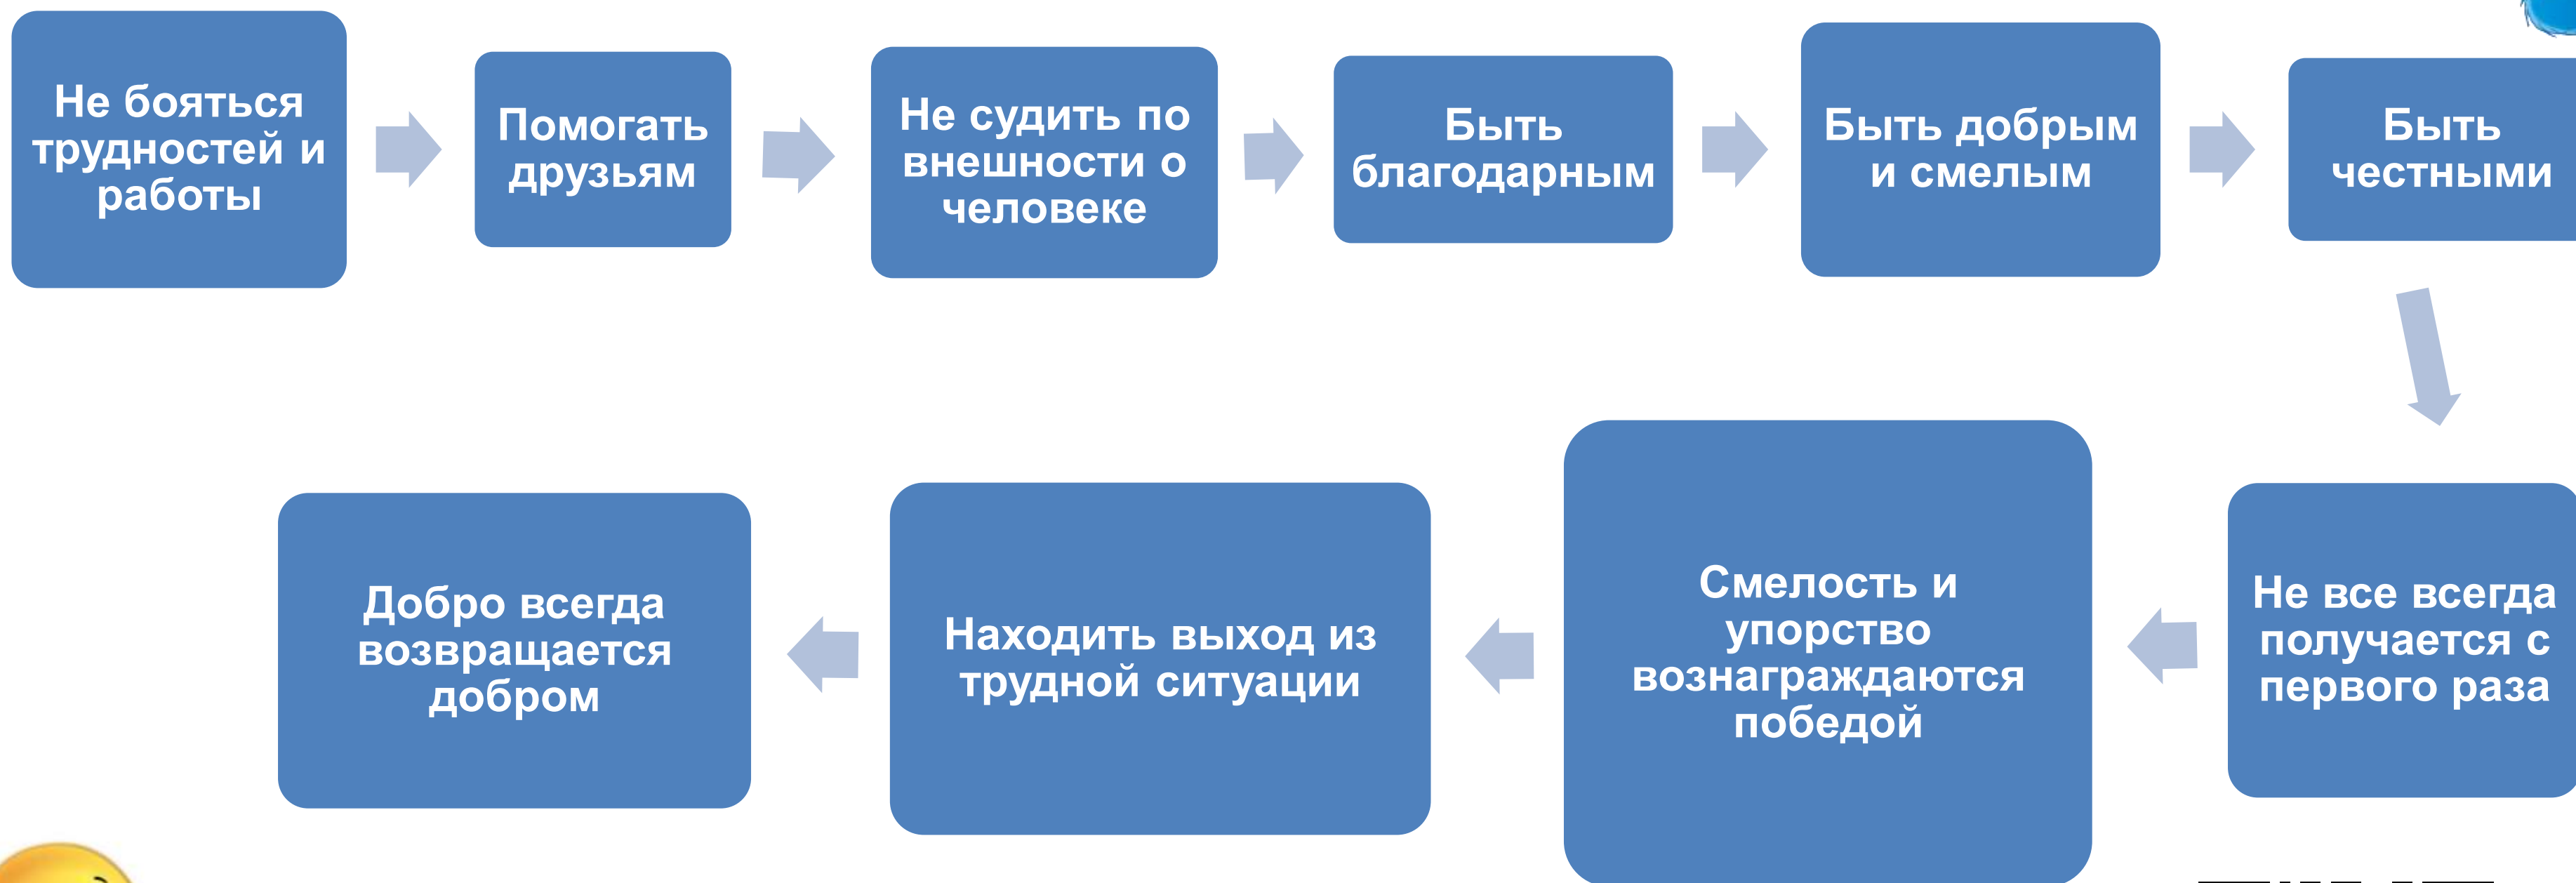 Не бояться
трудностей и
работы
Помогать
друзьям
Не судить по
внешности о
человеке
Быть
благодарным
Быть добрым
и смелым
Быть
честными
Не все всегда
получается с
первого раза
Смелость и
упорство
вознаграждаются
победой
Находить выход из
трудной ситуации
Добро всегда
возвращается
добром